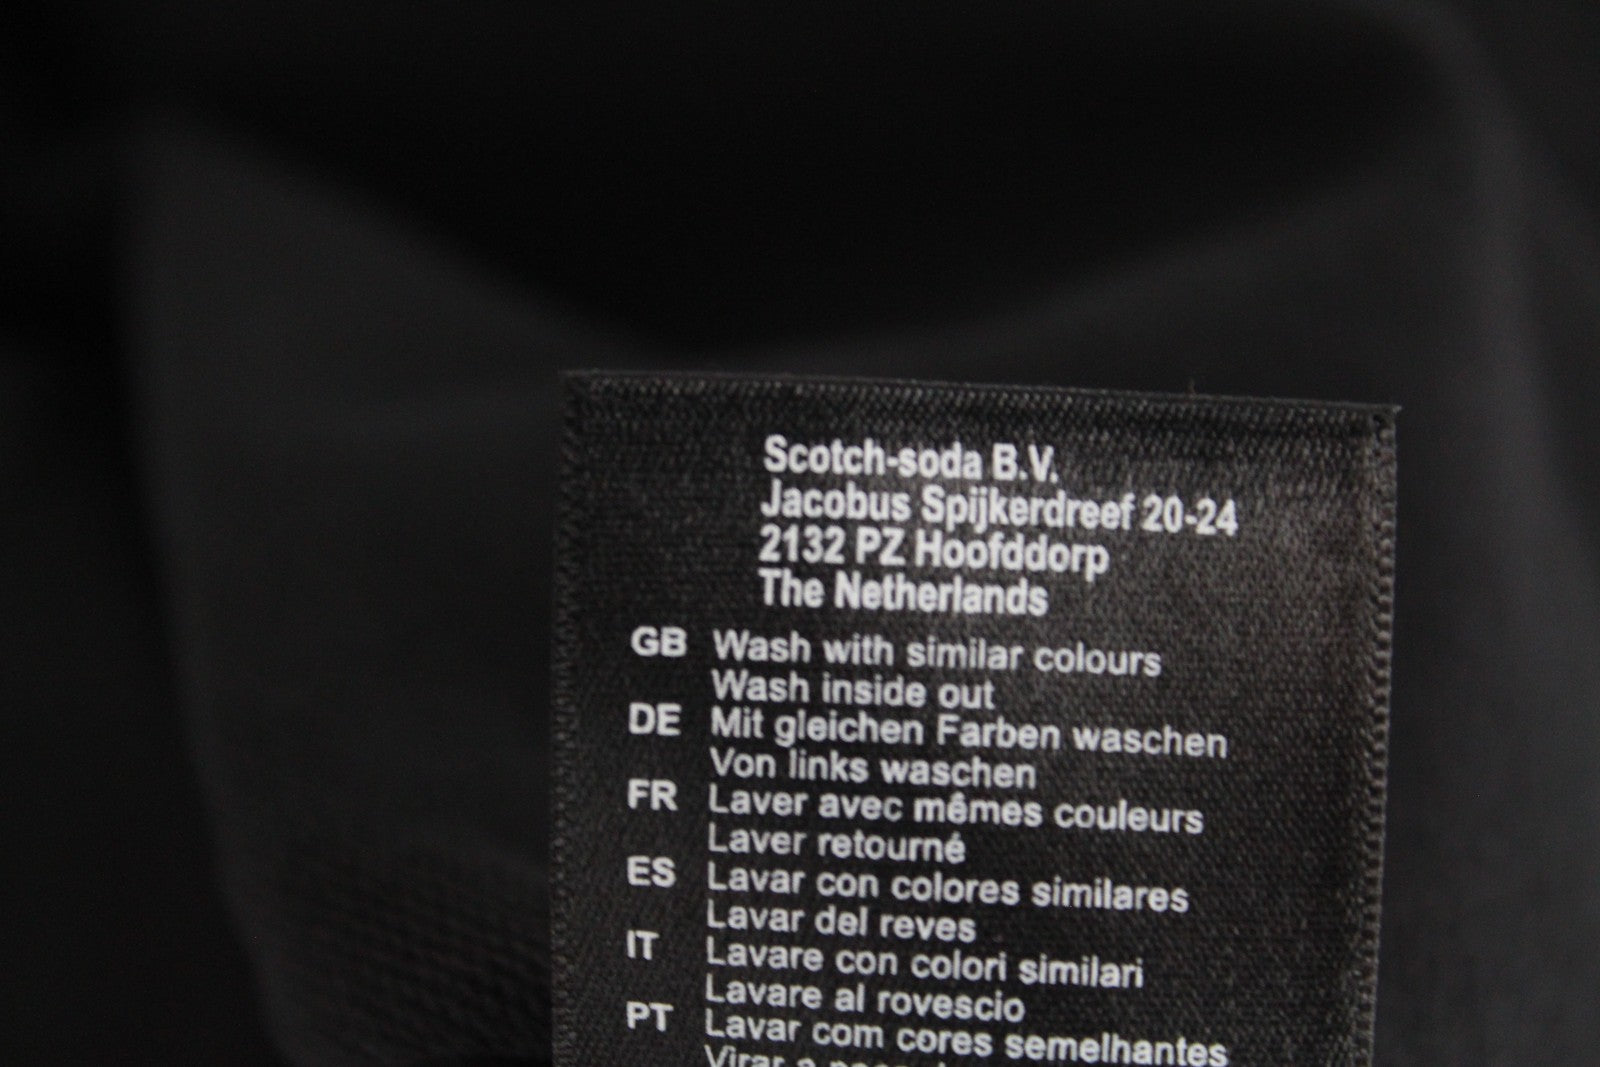 Scotch-soda B.V.
Jacobus Spijkerdreef 20-24
2132 PZ Hoofddorp
The Netherlands
GB Wash with similar colours
Wash inside out
DE Mit gleichen Farben waschen
Von links waschen
FR Laver avec mêmes couleurs
Laver retourné
ES Lavar con colores similares
Lavar del reves
IT Lavare con colori similari
Lavare al rovescio
PT Lavar com cores semelhantes
Virar a